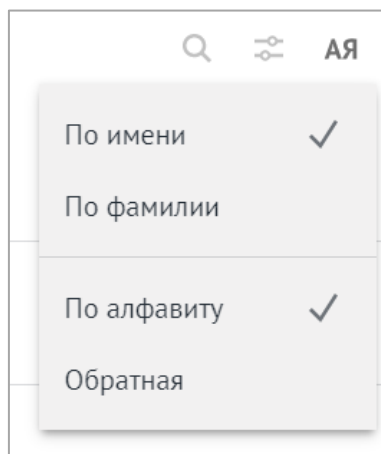 АЯ
По имени
По фамилии
По алфавиту
Обратная